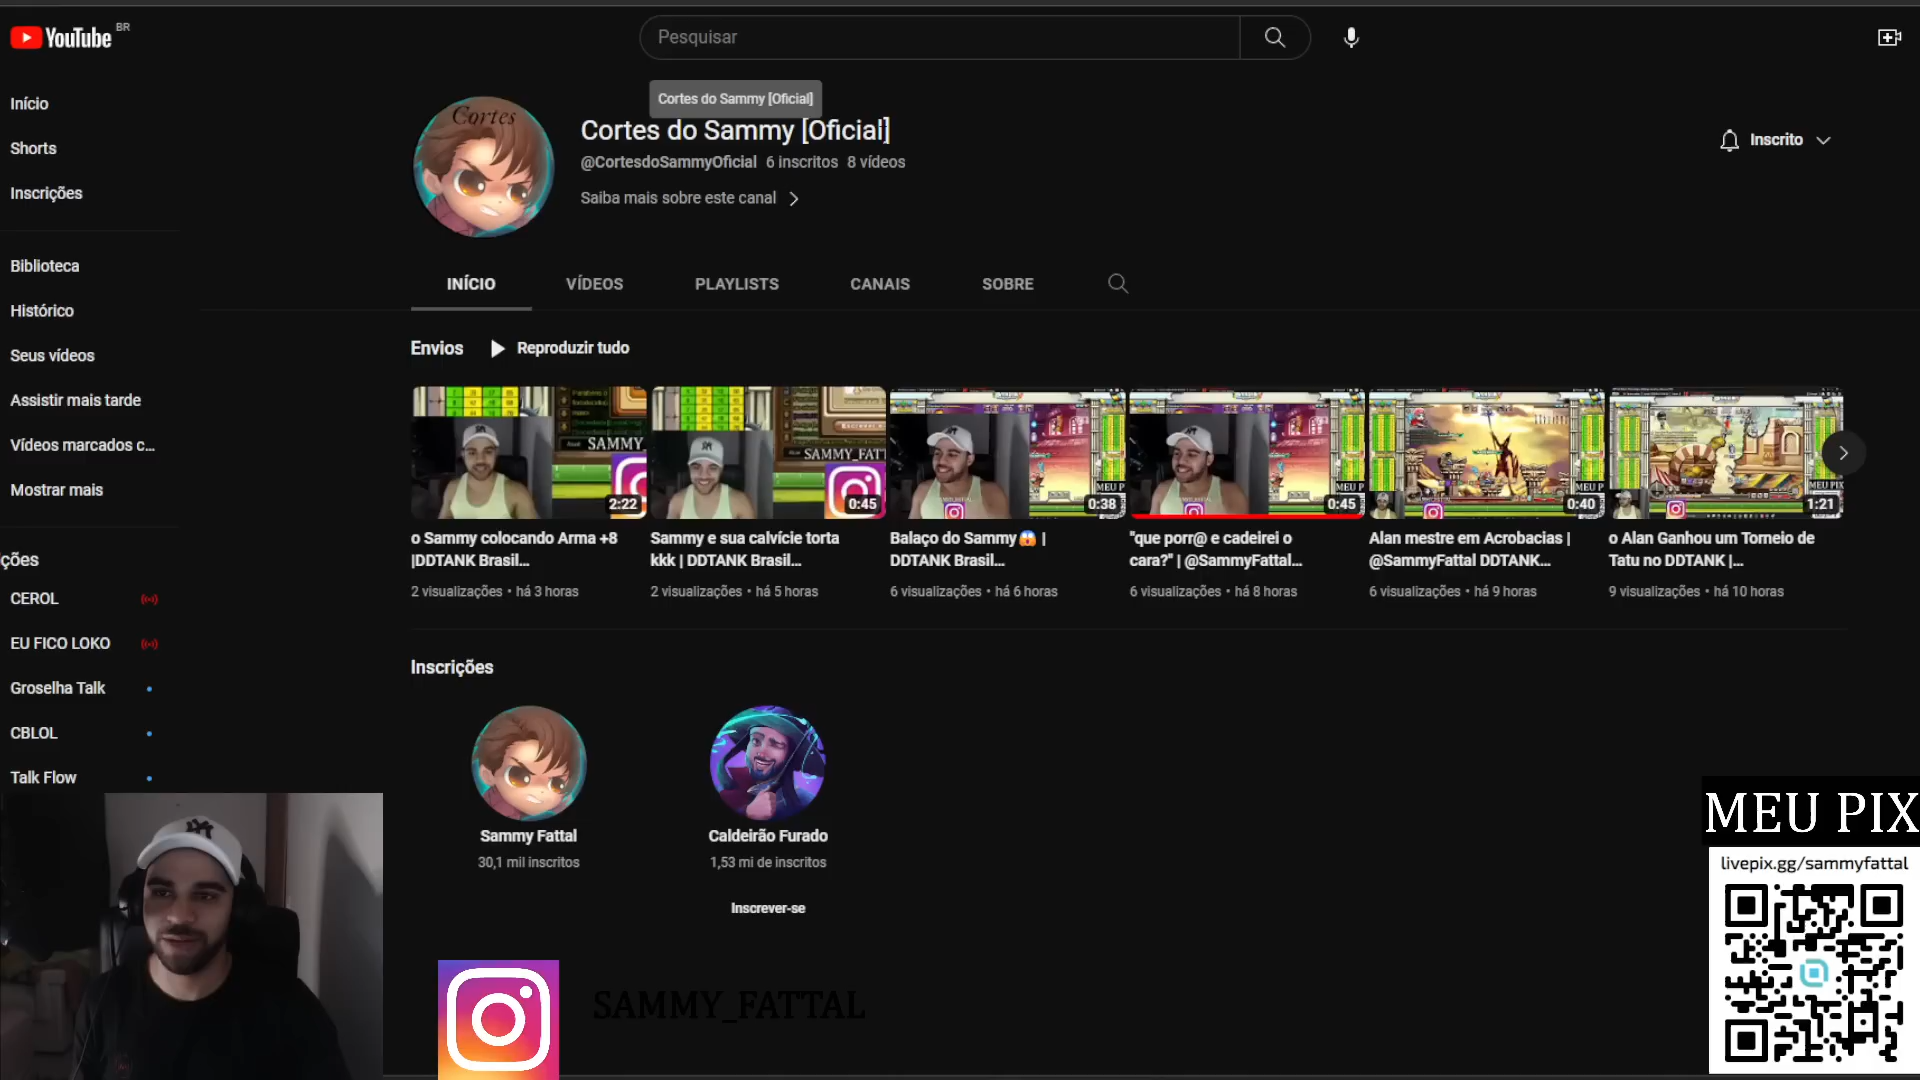 YouTube BR
Pesquisar
Início
Shorts
Inscrições
Biblioteca
Histórico
Seus vídeos
Assistir mais tarde
Vídeos marcados c...
Mostrar mais
ções
CEROL
EU FICO LOKO
Groselha Talk
CBLOL
Talk Flow
Cortes
Cortes do Sammy [Oficial]
Cortes do Sammy [Oficial]
@CortesdoSammyOficial 6 inscritos 8 vídeos
Saiba mais sobre este canal
Inscrito
INÍCIO VÍDEOS PLAYLISTS CANAIS SOBRE
Envios Reproduzir tudo
SAMMY
2:22
SAMMY_FATT
0:45
MEU P
0:38
0:45
0:40
MEU PIX
1:21
o Sammy colocando Arma +8
|DDTANK Brasil...
2 visualizações • há 3 horas
Sammy e sua calvície torta
kkk | DDTANK Brasil...
2 visualizações • há 5 horas
Balaço do Sammy😱 |
DDTANK Brasil...
6 visualizações • há 6 horas
"que porr@ e cadeirei o
cara?" | @SammyFattal...
6 visualizações • há 8 horas
Alan mestre em Acrobacias |
@SammyFattal DDTANK...
6 visualizações • há 9 horas
o Alan Ganhou um Torneio de
Tatu no DDTANK |...
9 visualizações • há 10 horas
Inscrições
Sammy Fattal
30,1 mil inscritos
Caldeirão Furado
1,53 mi de inscritos
Inscrever-se
SAMMY_FATTAL
MEU PIX
livepix.gg/sammyfattal